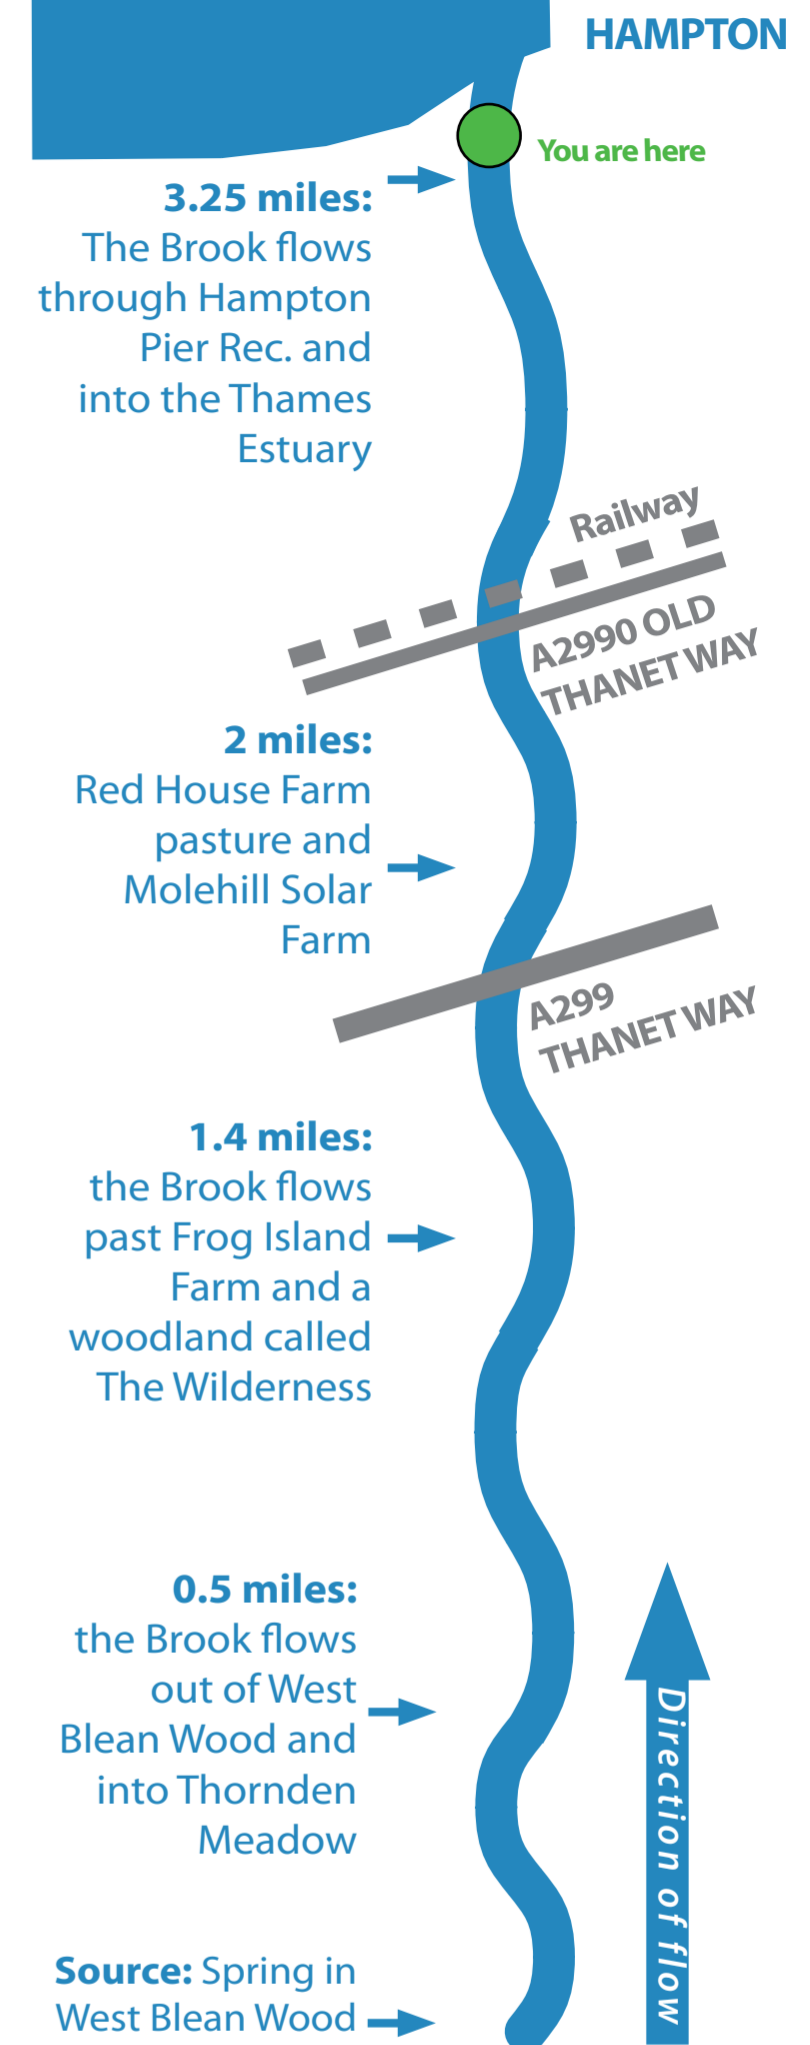 HAMPTON
You are here
3.25 miles:
The Brook flows
through Hampton
Pier Rec. and
into the Thames
Estuary
Railway
A2990 OLD
THANET WAY
2 miles:
Red House Farm
pasture and
Molehill Solar
Farm
A299
THANET WAY
1.4 miles:
the Brook flows
past Frog Island
Farm and a
woodland called
The Wilderness
0.5 miles:
the Brook flows
out of West
Blean Wood and
into Thornden
Meadow
Direction of flow
Source: Spring in
West Blean Wood